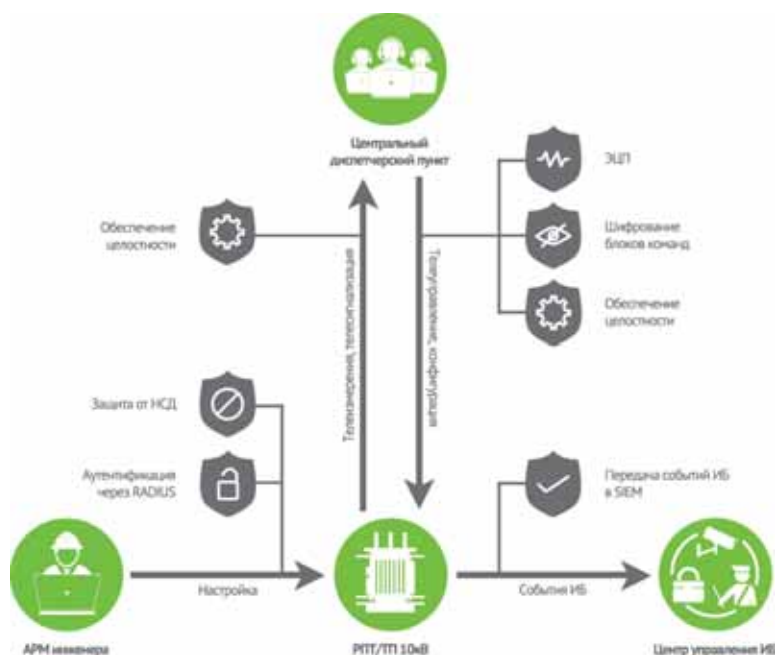 Центральный
диспетчерский пункт
ЭЦП
Обеспечение
целостности
Шифрование
блоков команд
Телеизмерения, телесигнализация
Телеуправление, конфигурация
Обеспечение
целостности
Защита от НСД
Аутентификация
через RADIUS
Передача событий ИБ
в SIEM
Настройка
События ИБ
АРМ инженера
РПТ/ТП 10кВ
Центр управления ИБ